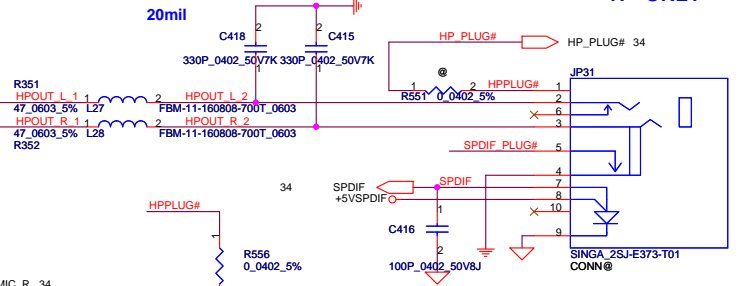 20mil
C418
C415
330P_0402_50V7K 330P_0402_50V7K
HP_PLUG#
HP_PLUG# 34
@
R551 0_0402_5%
1 2
HPPLUG#
JP31
R351
HPOUT_L_1 1 2 HPOUT_L_2
47_0603_5% L27 FBM-11-160808-700T_0603
HPOUT_R_1 1 2 HPOUT_R_2
47_0603_5% L28 FBM-11-160808-700T_0603
R352
2 1
2 1
1
2
6
3
SPDIF_PLUG# 5
4
34 SPDIF SPDIF 7
+5VSPDIF 8
10
9
HPPLUG#
1
R556
0_0402_5%
1
C416
2
100P_0402_50V8J
SINGA_2SJ-E373-T01
CONN@
MIC_R 34